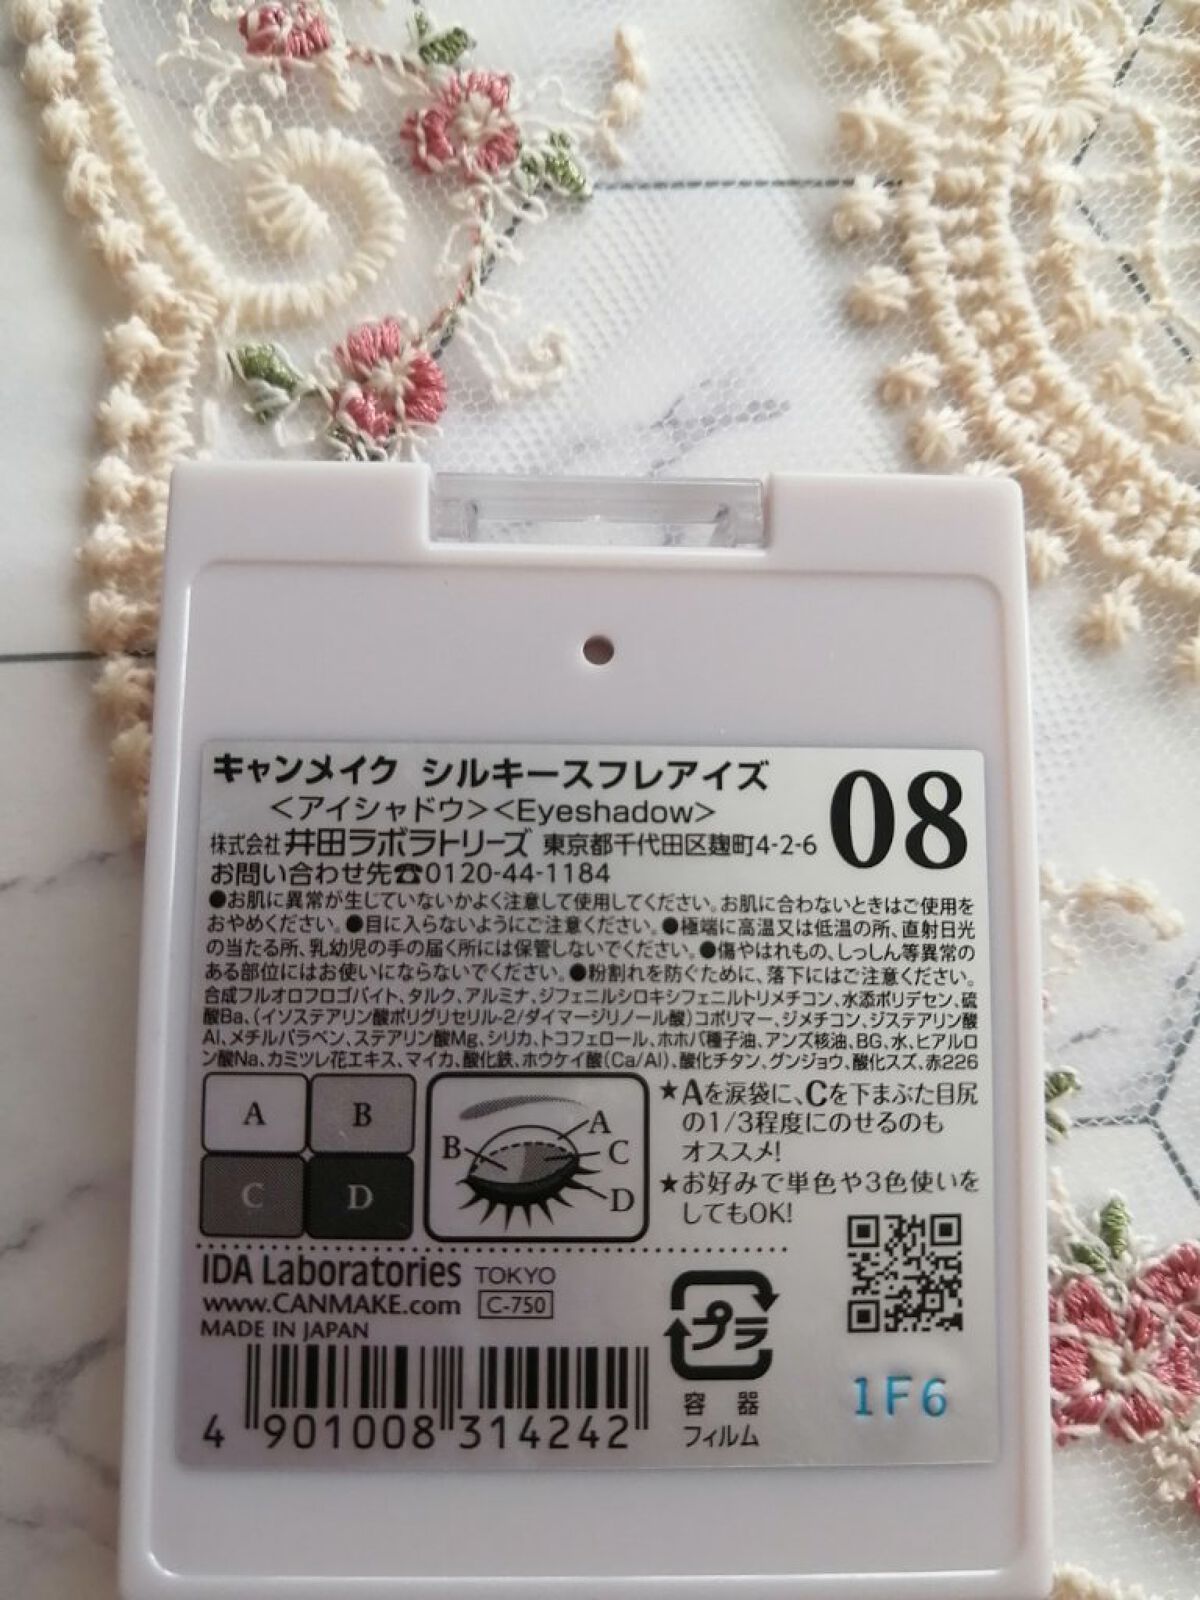 キャンメイク シルキースフレアイズ
＜アイシャドウ＞＜Eyeshadow＞
08
株式会社 井田ラボラトリーズ 東京都千代田区麹町4-2-6
お問い合わせ先☎0120-44-1184
●お肌に異常が生じていないかよく注意して使用してください。お肌に合わないときはご使用を
おやめください。●目に入らないようにご注意ください。●極端に高温又は低温の所、直射日光
の当たる所、乳幼児の手の届く所には保管しないでください。●傷やはれもの、しっしん等異常の
ある部位にはお使いにならないでください。●粉割れを防ぐために、落下にはご注意ください。
合成フルオロフロゴパイト、タルク、アルミナ、ジフェニルシロキシフェニルトリメチコン、水添ポリデセン、硫
酸Ba、（イソステアリン酸ポリグリセリル-2/ダイマージリノール酸）コポリマー、ジメチコン、ジステアリン酸
Al、メチルパラベン、ステアリン酸Mg、シリカ、トコフェロール、ホホバ種子油、アンズ核油、BG、水、ヒアルロ
ン酸Na、カミツレ花エキス、マイカ、酸化鉄、ホウケイ酸（Ca/Al）、酸化チタン、グンジョウ、酸化スズ、赤226
A B
C D
A
B
C
D
★Aを涙袋に、Cを下まぶた目尻
の1/3程度にのせるのも
オススメ!
★お好みで単色や3色使いを
してもOK!
IDA Laboratories TOKYO
www.CANMAKE.com C-750
MADE IN JAPAN
プラ
容器
フィルム
1F6
4 901008 314242